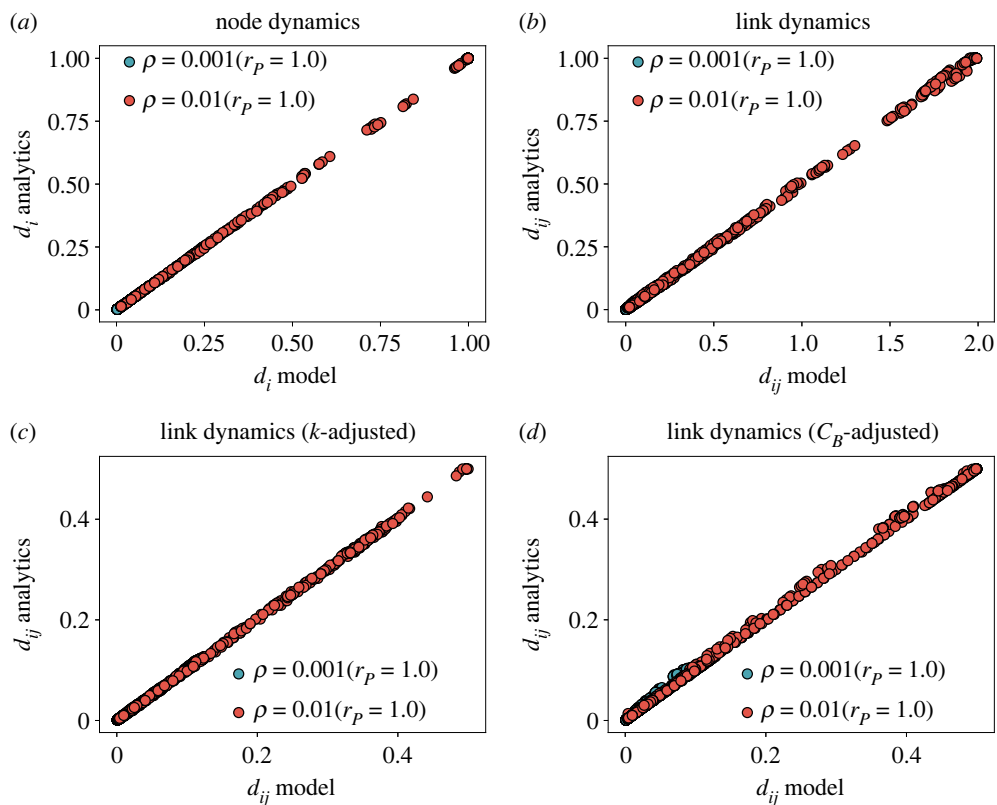 (a) node dynamics
1.00
0.75
0.50
0.25
0
d_i analytics
ρ = 0.001(r_P = 1.0)
ρ = 0.01(r_P = 1.0)
0 0.25 0.50 0.75 1.00
d_i model
(b) link dynamics
1.00
0.75
0.50
0.25
0
d_ij analytics
ρ = 0.001(r_P = 1.0)
ρ = 0.01(r_P = 1.0)
0 0.5 1.0 1.5 2.0
d_ij model
(c) link dynamics (k-adjusted)
0.4
0.2
0
d_ij analytics
ρ = 0.001(r_P = 1.0)
ρ = 0.01(r_P = 1.0)
0 0.2 0.4
d_ij model
(d) link dynamics (C_B-adjusted)
0.4
0.2
0
d_ij analytics
ρ = 0.001(r_P = 1.0)
ρ = 0.01(r_P = 1.0)
0 0.2 0.4
d_ij model